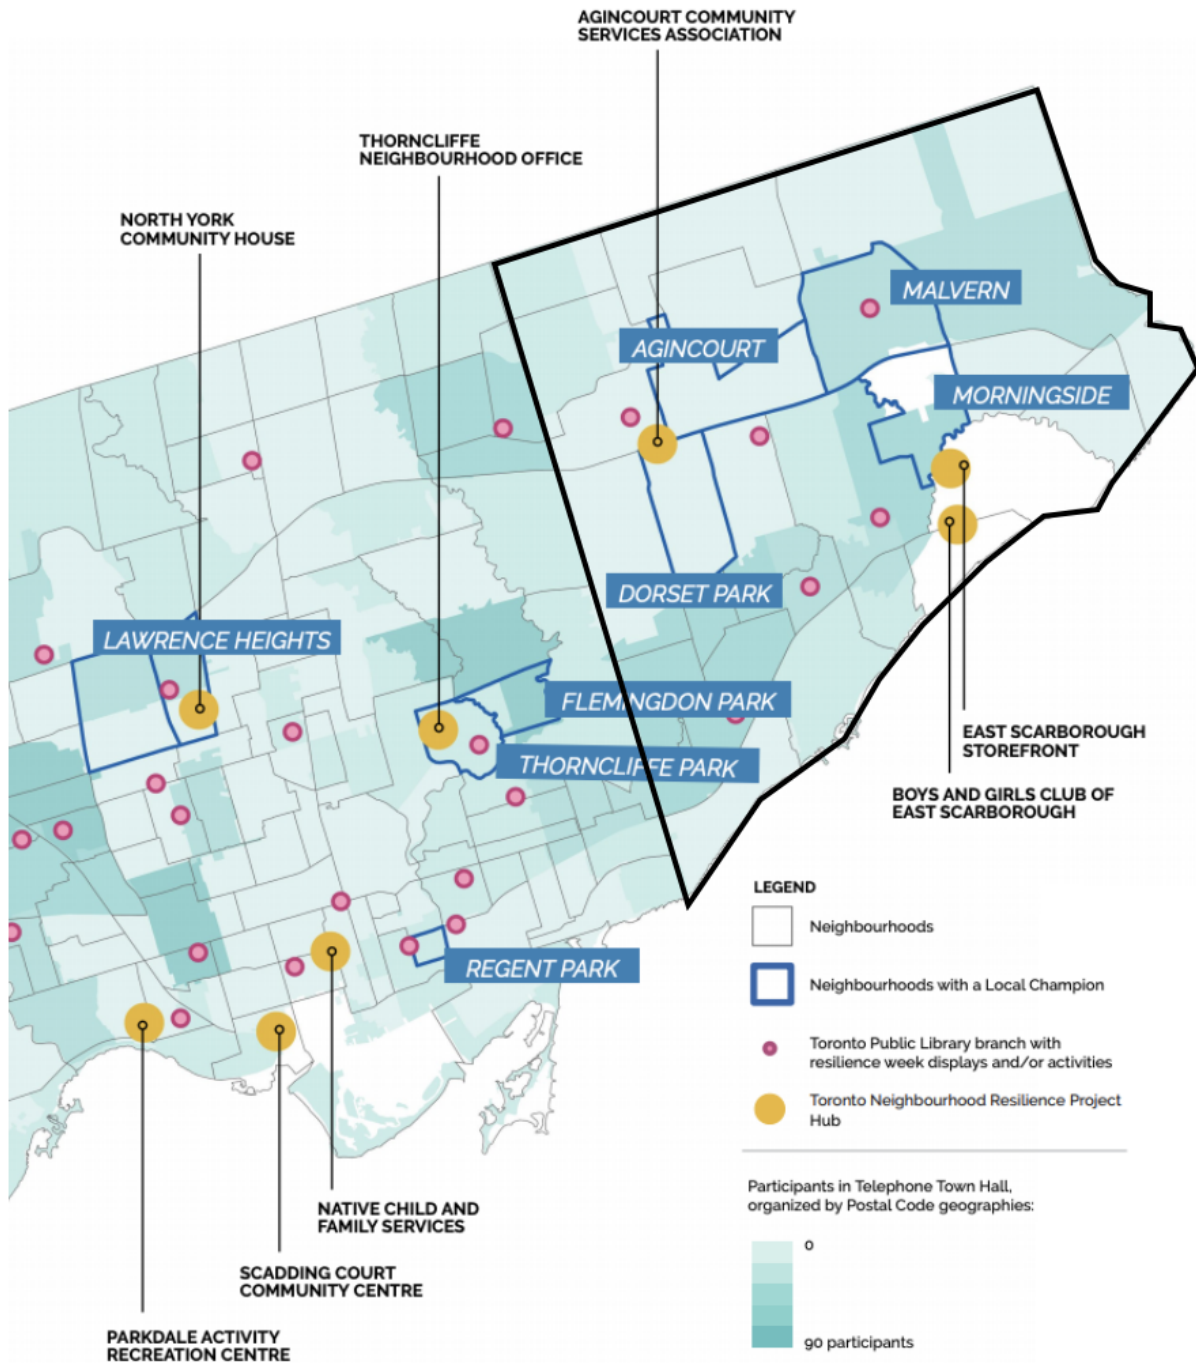 AGINCOURT COMMUNITY
SERVICES ASSOCIATION
THORNCLIFFE
NEIGHBOURHOOD OFFICE
NORTH YORK
COMMUNITY HOUSE
MALVERN
AGINCOURT
MORNINGSIDE
DORSET PARK
LAWRENCE HEIGHTS
FLEMINGDON PARK
THORNCLIFFE PARK
EAST SCARBOROUGH
STOREFRONT
BOYS AND GIRLS CLUB OF
EAST SCARBOROUGH
REGENT PARK
LEGEND
Neighbourhoods
Neighbourhoods with a Local Champion
Toronto Public Library branch with
resilience week displays and/or activities
Toronto Neighbourhood Resilience Project
Hub
Participants in Telephone Town Hall,
organized by Postal Code geographies:
0
90 participants
NATIVE CHILD AND
FAMILY SERVICES
SCADDING COURT
COMMUNITY CENTRE
PARKDALE ACTIVITY
RECREATION CENTRE